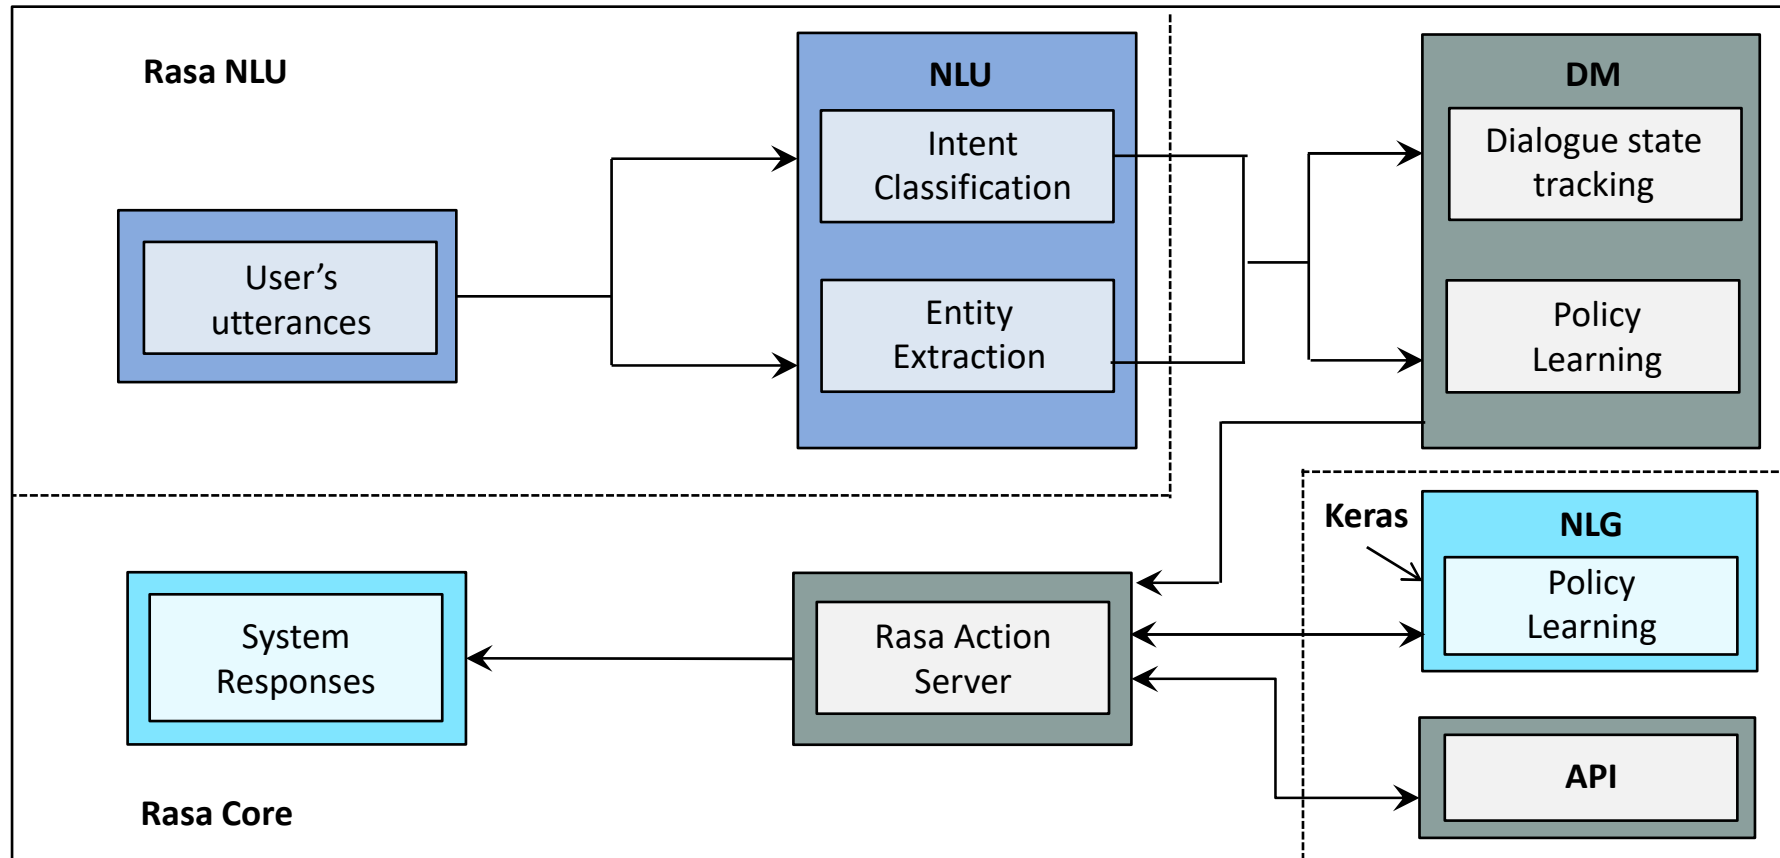 Rasa NLU
NLU
DM
Intent
Classification
Dialogue state
tracking
User’s
utterances
Entity
Extraction
Policy
Learning
Keras
NLG
Policy
Learning
System
Responses
Rasa Action
Server
API
Rasa Core